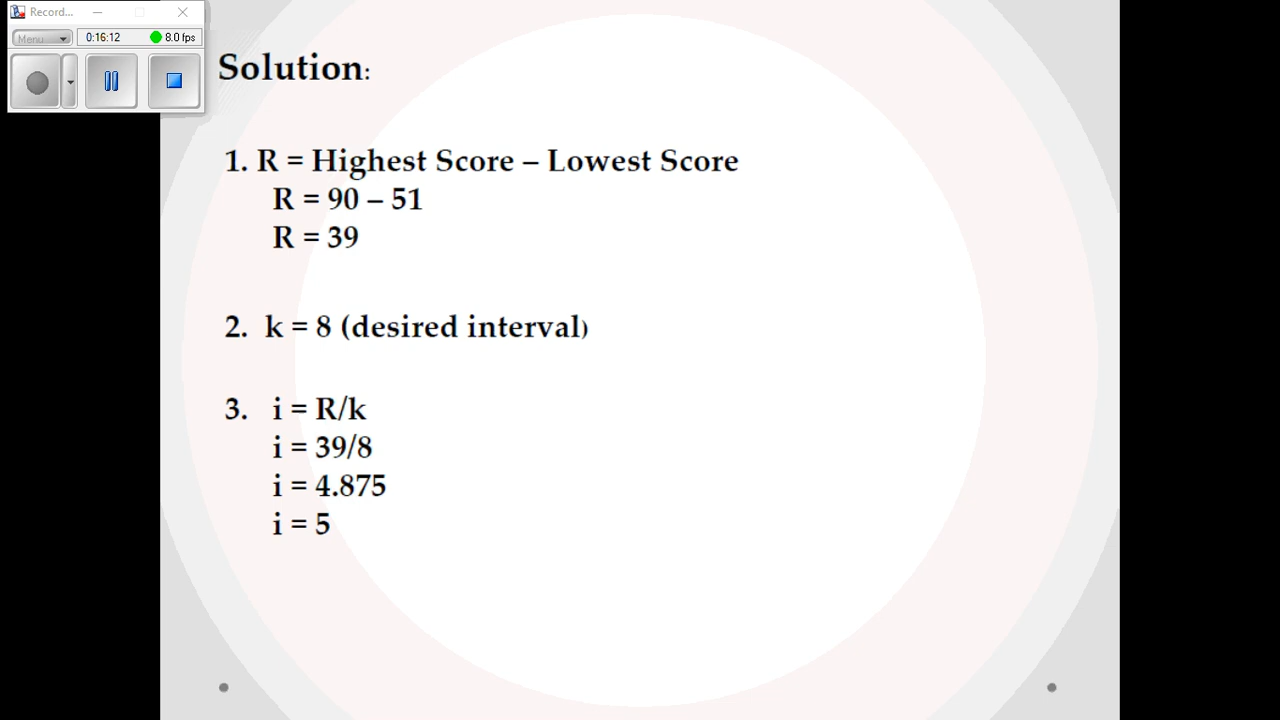 Record...
Menu
0:16:12
8.0 fps
Solution:
1. R = Highest Score – Lowest Score
R = 90 – 51
R = 39
2. k = 8 (desired interval)
3. i = R/k
i = 39/8
i = 4.875
i = 5